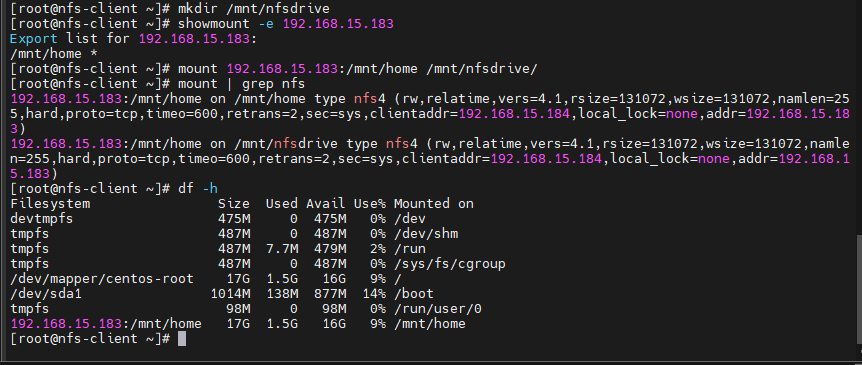 [root@nfs-client ~]# mkdir /mnt/nfsdrive
[root@nfs-client ~]# showmount -e 192.168.15.183
Export list for 192.168.15.183:
/mnt/home *
[root@nfs-client ~]# mount 192.168.15.183:/mnt/home /mnt/nfsdrive/
[root@nfs-client ~]# mount | grep nfs
192.168.15.183:/mnt/home on /mnt/home type nfs4 (rw,relatime,vers=4.1,rsize=131072,wsize=131072,namlen=25
5,hard,proto=tcp,timeo=600,retrans=2,sec=sys,clientaddr=192.168.15.184,local_lock=none,addr=192.168.15.18
3)
192.168.15.183:/mnt/home on /mnt/nfsdrive type nfs4 (rw,relatime,vers=4.1,rsize=131072,wsize=131072,namle
n=255,hard,proto=tcp,timeo=600,retrans=2,sec=sys,clientaddr=192.168.15.184,local_lock=none,addr=192.168.1
5.183)
[root@nfs-client ~]# df -h
Filesystem               Size  Used Avail Use% Mounted on
devtmpfs                 475M     0  475M   0% /dev
tmpfs                    487M     0  487M   0% /dev/shm
tmpfs                    487M  7.7M  479M   2% /run
tmpfs                    487M     0  487M   0% /sys/fs/cgroup
/dev/mapper/centos-root   17G  1.5G   16G   9% /
/dev/sda1               1014M  138M  877M  14% /boot
tmpfs                     98M     0   98M   0% /run/user/0
192.168.15.183:/mnt/home  17G  1.5G   16G   9% /mnt/home
[root@nfs-client ~]#